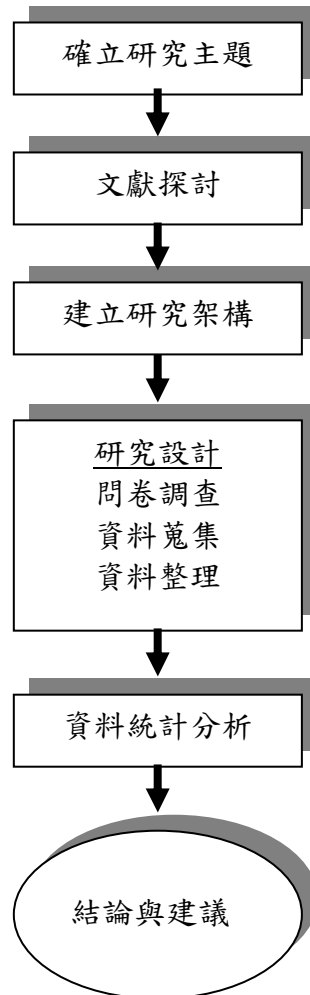 確立研究主題
文獻探討
建立研究架構
研究設計
問卷調查
資料蒐集
資料整理
資料統計分析
結論與建議